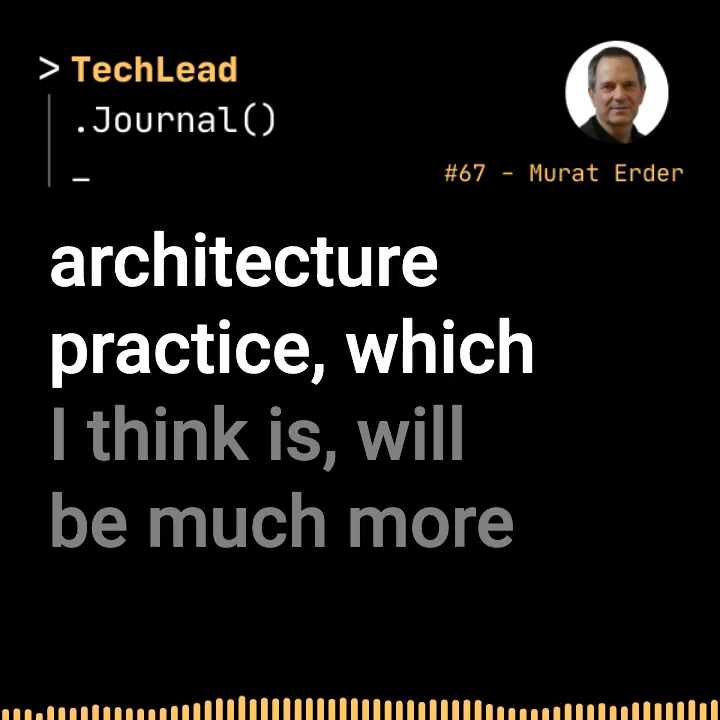 > TechLead
.Journal()
_
#67 - Murat Erder
architecture
practice, which
I think is, will
be much more